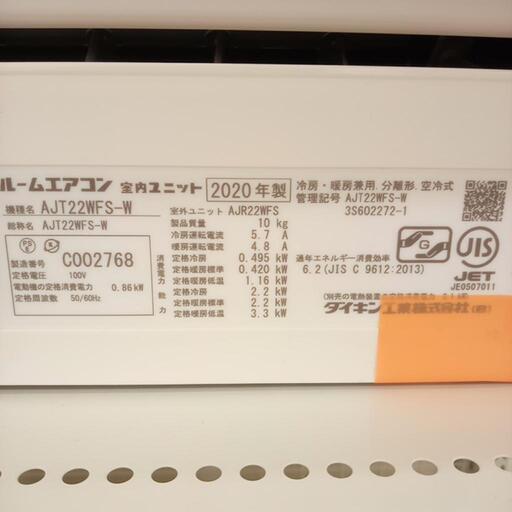 ルームエアコン 室内ユニット 2020年製 冷房・暖房兼用 分離形 空冷式
機種名 AJT22WFS-W 室外ユニット AJR22WFS 管理記号 AJT22WFS-W
総称名 AJT22WFS-W 製品質量 10 kg 3S602272-1
冷房運転電流 5.7 A
暖房運転電流 4.8 A
PS E
製造番号 C002768
定格電圧 100V
電動機の定格消費電力 0.86kW
定格周波数 50/60Hz
消費電力
定格冷房 0.495 kW
定格暖房標準 0.420 kW
定格暖房低温 1.16 kW
能力
定格冷房 2.2 kW
定格暖房標準 2.2 kW
定格暖房低温 3.3 kW
通年エネルギー消費効率
6.2(JIS C 9612:2013)
G
JIS
JET
JE0507011
ダイキン工業株式会社